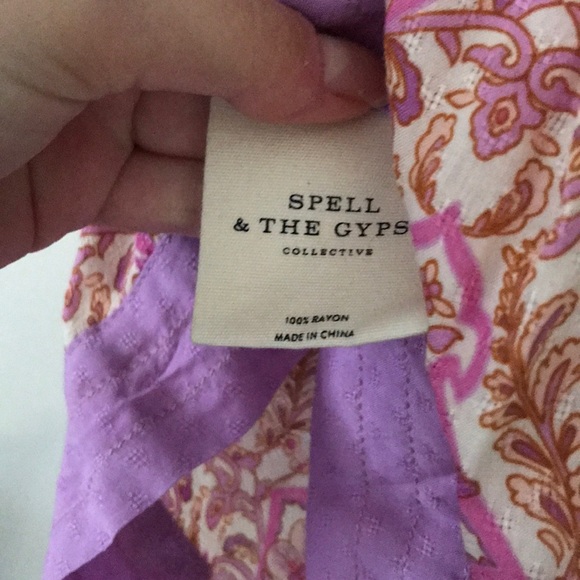 SPELL
& THE GYPS
COLLECTIVE
100% RAYON
MADE IN CHINA